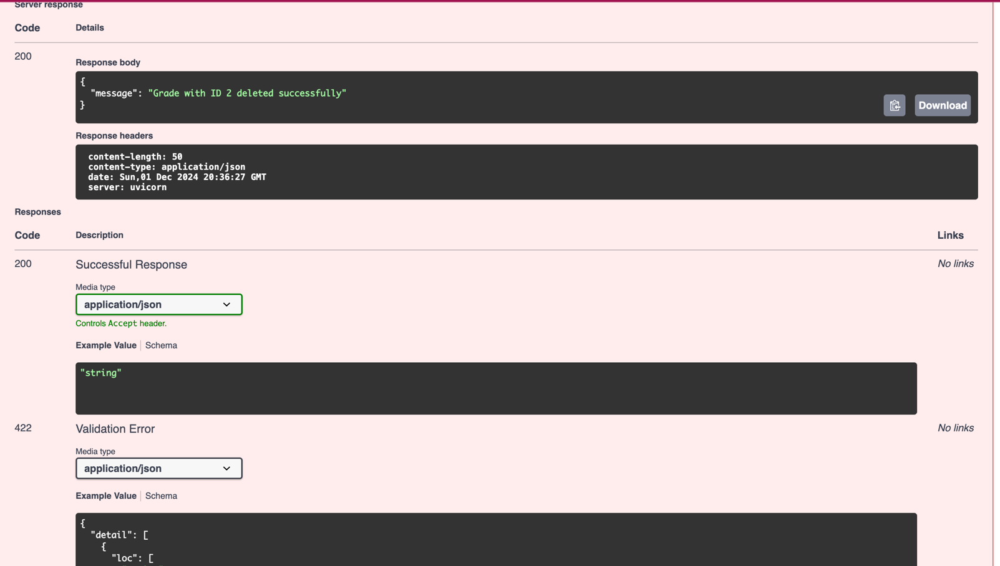 Server response
Code Details
200
Response body
{
"message": "Grade with ID 2 deleted successfully"
}
Download
Response headers
content-length: 50
content-type: application/json
date: Sun,01 Dec 2024 20:36:27 GMT
server: uvicorn
Responses
Code Description Links
200 Successful Response No links
Media type
application/json
Controls Accept header.
Example Value Schema
"string"
422 Validation Error No links
Media type
application/json
Example Value Schema
{
"detail": [
{
"loc": [